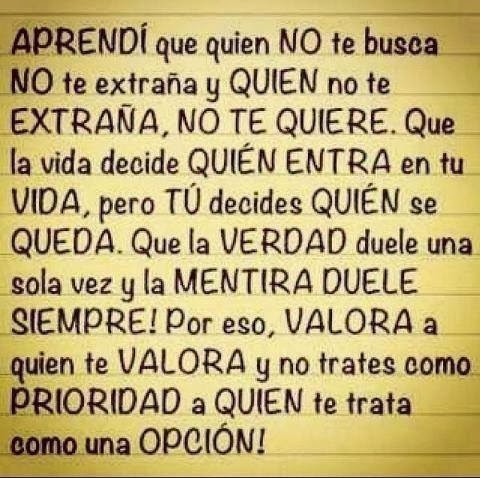 APRENDÍ que quien NO te busca
NO te extraña y QUIEN no te
EXTRAÑA, NO TE QUIERE. Que
la vida decide QUIÉN ENTRA en tu
VIDA, pero TÚ decides QUIÉN se
QUEDA. Que la VERDAD duele una
sola vez y la MENTIRA DUELE
SIEMPRE! Por eso, VALORA a
quien te VALORA y no trates como
PRIORIDAD a QUIEN te trata
como una OPCIÓN!